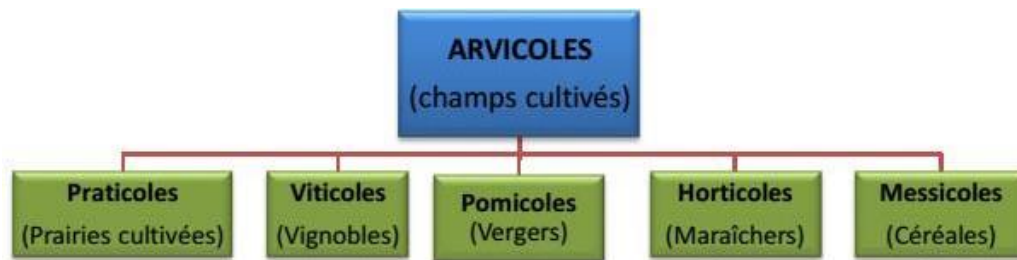 ARVICOLES
(champs cultivés)
Praticoles
(Prairies cultivées)
Viticoles
(Vignobles)
Pomicoles
(Vergers)
Horticoles
(Maraîchers)
Messicoles
(Céréales)